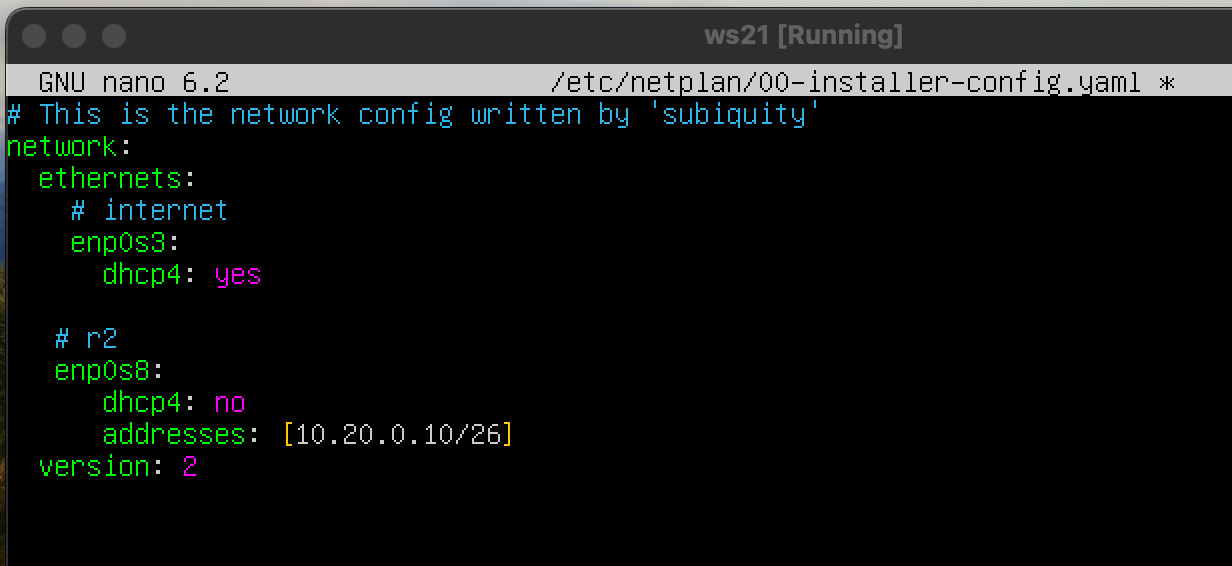 ws21 [Running]
GNU nano 6.2 /etc/netplan/00-installer-config.yaml *
# This is the network config written by 'subiquity'
network:
  ethernets:
    # internet
    enp0s3:
      dhcp4: yes

   # r2
   enp0s8:
      dhcp4: no
      addresses: [10.20.0.10/26]
  version: 2